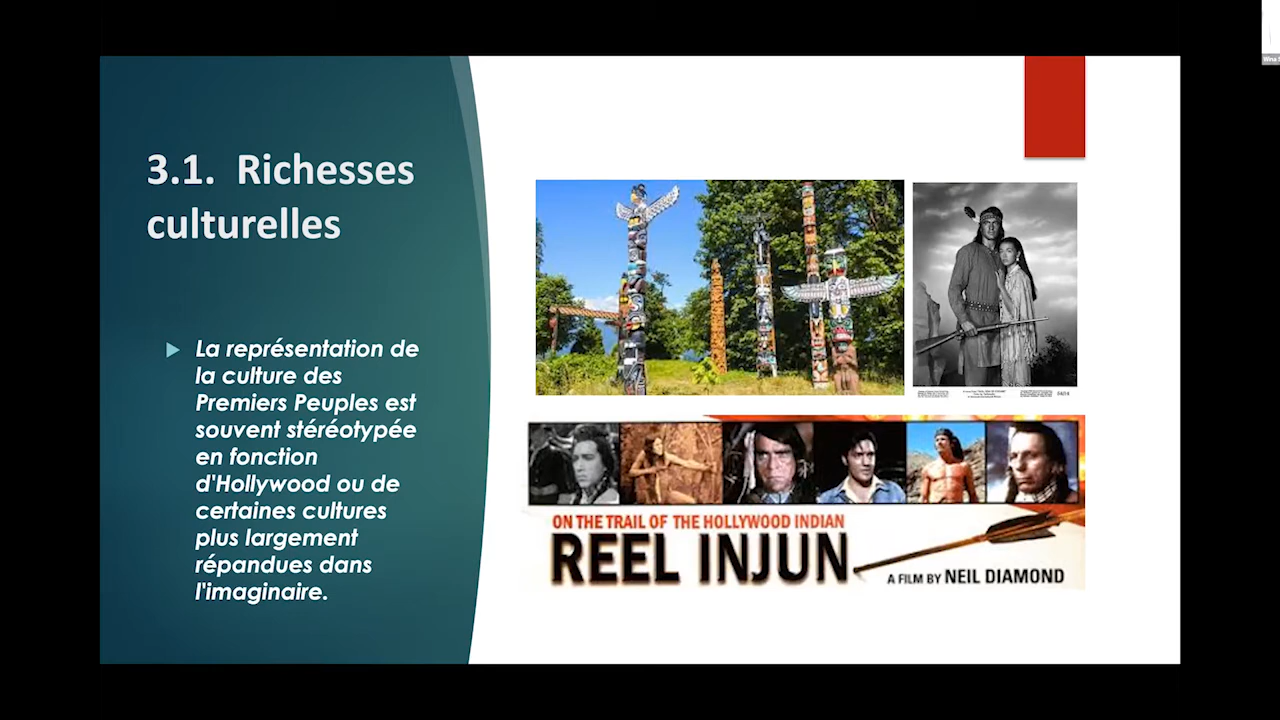 3.1. Richesses
culturelles
La représentation de
la culture des
Premiers Peuples est
souvent stéréotypée
en fonction
d'Hollywood ou de
certaines cultures
plus largement
répandues dans
l'imaginaire.
ON THE TRAIL OF THE HOLLYWOOD INDIAN
REEL INJUN
A FILM BY NEIL DIAMOND
Wina